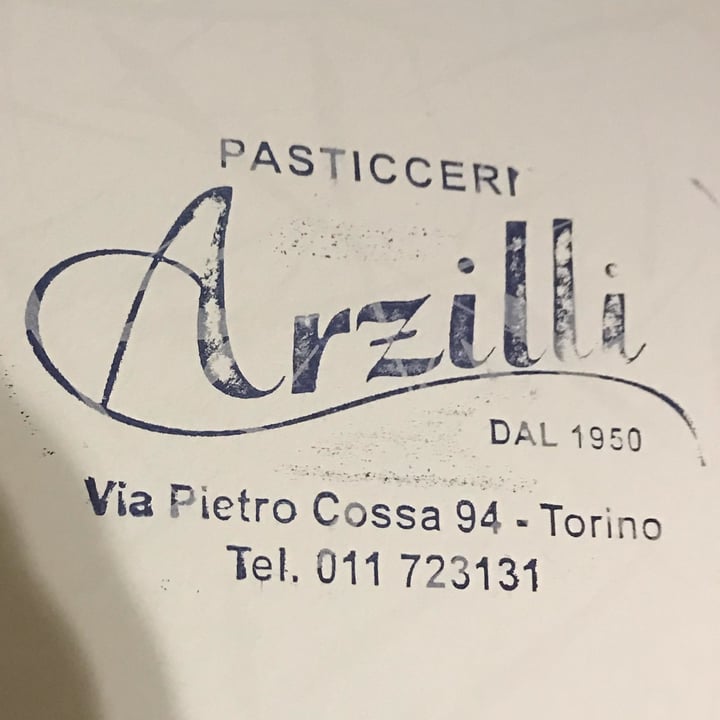 PASTICCERI
Arzilli
DAL 1950
Via Pietro Cossa 94 - Torino
Tel. 011 723131